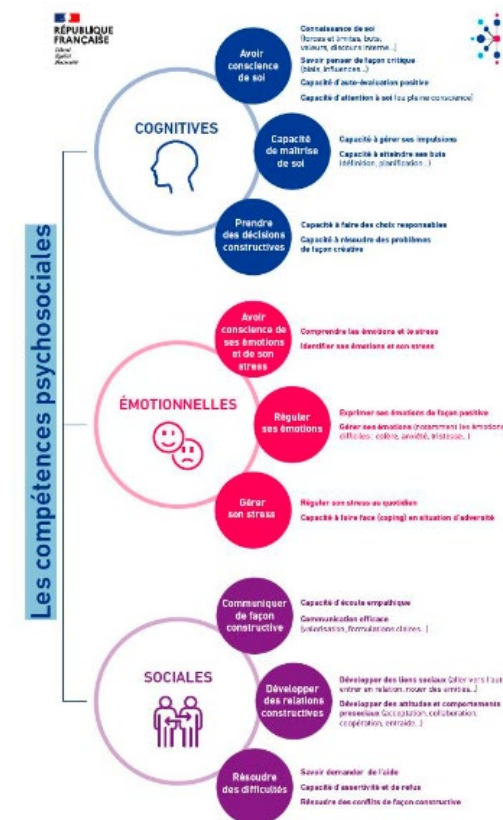 RÉPUBLIQUE
FRANÇAISE
Liberté
Égalité
Fraternité
Les compétences psychosociales
COGNITIVES
Avoir
conscience
de soi
Connaissance de soi
(forces et limites, buts,
valeurs, discours interne...)
Savoir penser de façon critique
(biais, influences...)
Capacité d'auto-évaluation positive
Capacité d'attention à soi (ou pleine conscience)
Capacité
de maîtrise
de soi
Capacité à gérer ses impulsions
Capacité à atteindre ses buts
(définition, planification...)
Prendre
des décisions
constructives
Capacité à faire des choix responsables
Capacité à résoudre des problèmes
de façon créative
ÉMOTIONNELLES
Avoir
conscience de
ses émotions
et de son
stress
Comprendre les émotions et le stress
Identifier ses émotions et son stress
Réguler
ses émotions
Exprimer ses émotions de façon positive
Gérer ses émotions (notamment les émotions
difficiles : colère, anxiété, tristesse...)
Gérer
son stress
Réguler son stress au quotidien
Capacité à faire face (coping) en situation d'adversité
SOCIALES
Communiquer
de façon
constructive
Capacité d'écoute empathique
Communication efficace
(valorisation, formulations claires...)
Développer
des relations
constructives
Développer des liens sociaux (aller vers l'aut
entrer en relation, nouer des amitiés...)
Développer des attitudes et comportements
prosociaux (acceptation, collaboration,
coopération, entraide...)
Résoudre
des difficultés
Savoir demander de l'aide
Capacité d'assertivité et de refus
Résoudre des conflits de façon constructive